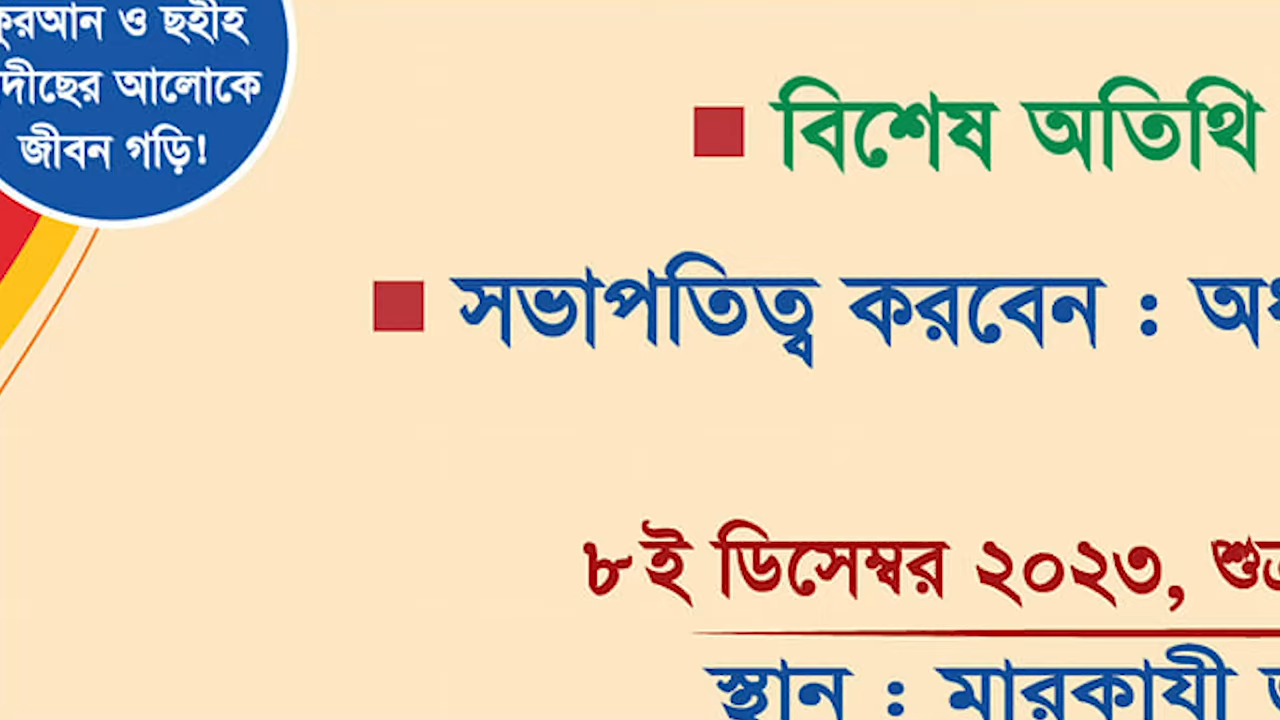 কুরআন ও ছহীহ
দীছের আলোকে
জীবন গড়ি!
বিশেষ অতিথি
সভাপতিত্ব করবেন :
৮ই ডিসেম্বর ২০২৩,
স্থান : মারকাযী